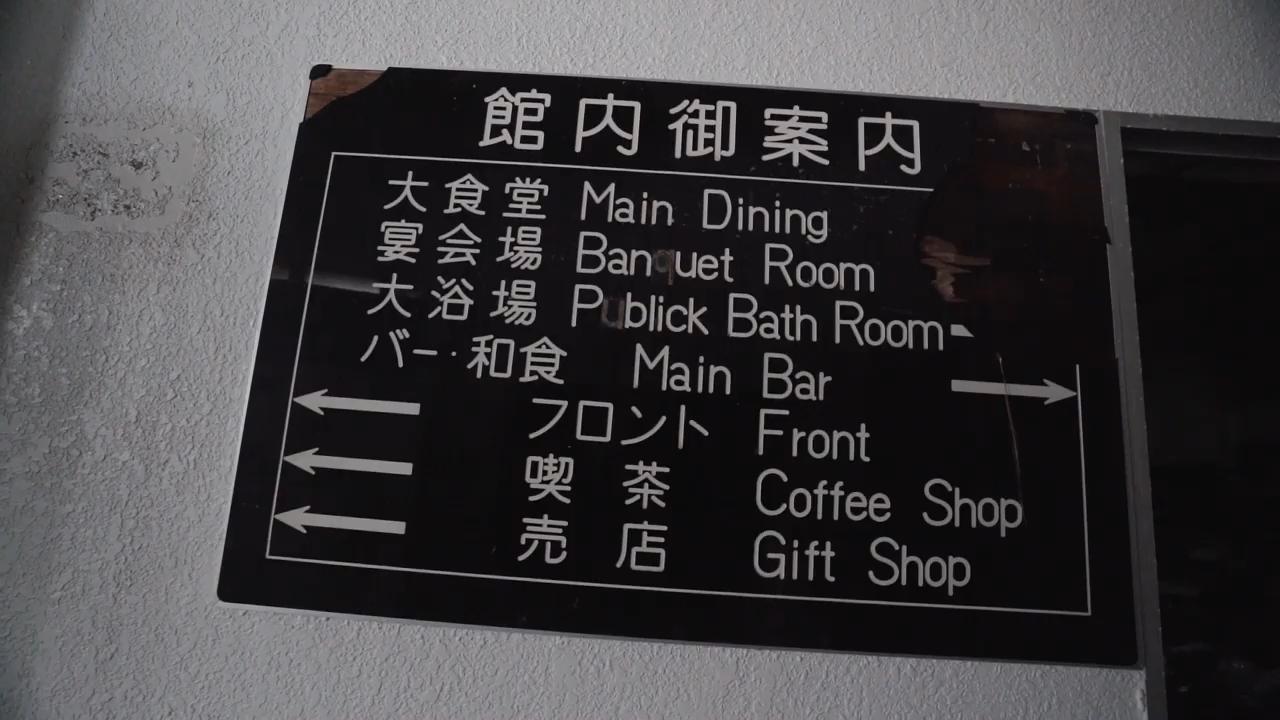 館内御案内
大食堂 Main Dining
宴会場 Banquet Room
大浴場 Publick Bath Room
バー・和食 Main Bar
フロント Front
喫茶 Coffee Shop
売店 Gift Shop